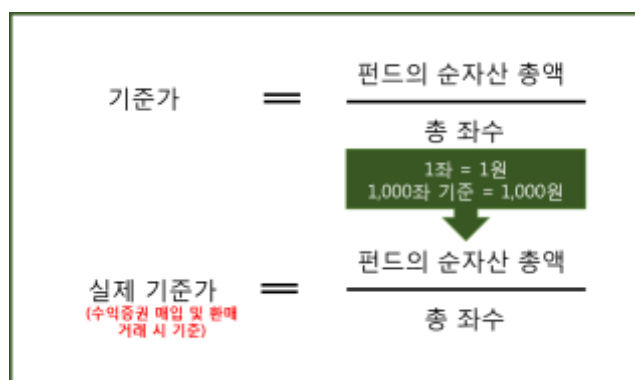 펀드의 순자산 총액
기준가 =
총 좌수
1좌 = 1원
1,000좌 기준 = 1,000원
펀드의 순자산 총액
실제 기준가 =
(수익증권 매입 및 환매
거래 시 기준)
총 좌수